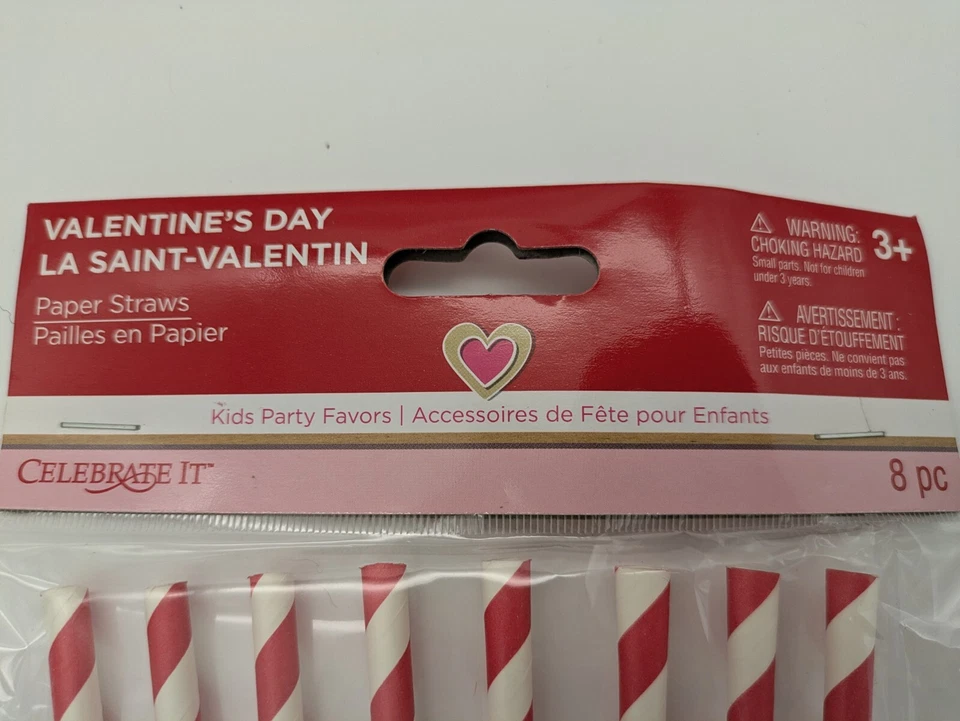 VALENTINE'S DAY
LA SAINT-VALENTIN
Paper Straws
Pailles en Papier
WARNING:
CHOKING HAZARD
Small parts. Not for children
under 3 years.
3+
AVERTISSEMENT :
RISQUE D'ÉTOUFFEMENT
Petites pièces. Ne convient pas
aux enfants de moins de 3 ans.
Kids Party Favors | Accessoires de Fête pour Enfants
CELEBRATE IT™
8 pc